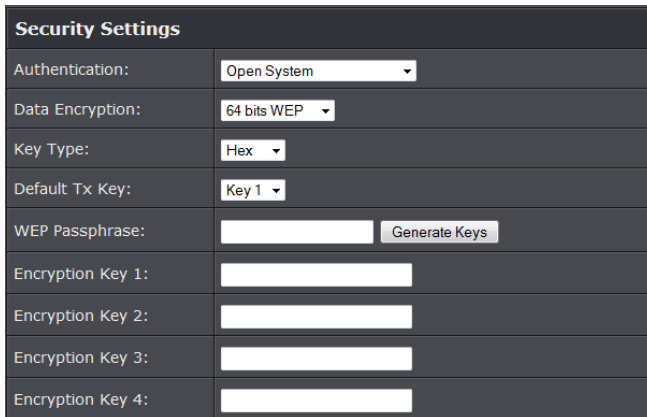 Security Settings
Authentication: Open System
Data Encryption: 64 bits WEP
Key Type: Hex
Default Tx Key: Key 1
WEP Passphrase: Generate Keys
Encryption Key 1:
Encryption Key 2:
Encryption Key 3:
Encryption Key 4: